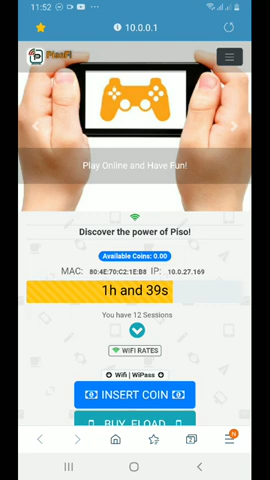 11:52
10.0.0.1
PisoFi
Play Online and Have Fun!
Discover the power of Piso!
Available Coins: 0.00
MAC: 80:4E:70:C2:1E:B8 IP: 10.0.27.169
1h and 39s
You have 12 Sessions
WiFi RATES
Wifi | WiPass
INSERT COIN
BUY ELOAD